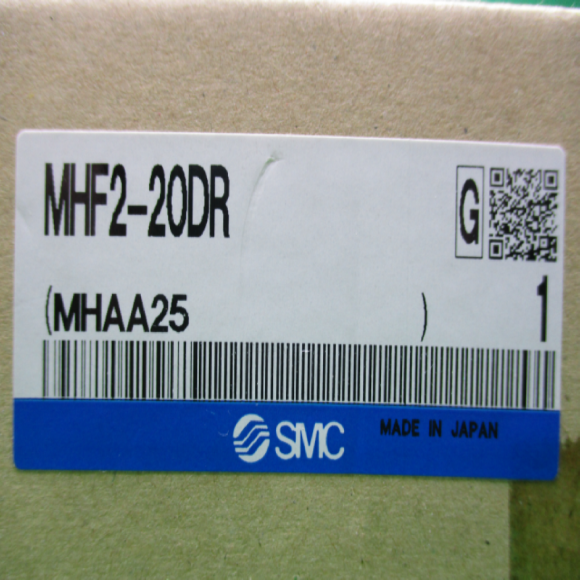 MHF2-20DR
G
(MHAA25 )
1
SMC
MADE IN JAPAN